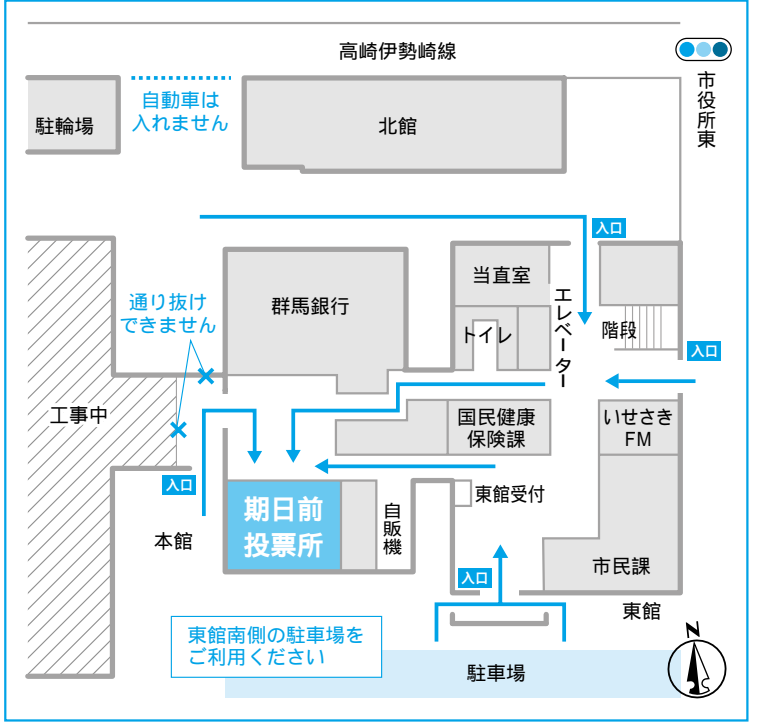 高崎伊勢崎線
市役所東
自動車は
入れません
駐輪場
北館
入口
当直室
エレベーター
群馬銀行
通り抜け
できません
トイレ
階段
入口
工事中
国民健康
保険課
いせさき
FM
入口
東館受付
期日前
投票所
自販機
本館
入口
市民課
東館
東館南側の駐車場を
ご利用ください
N
駐車場